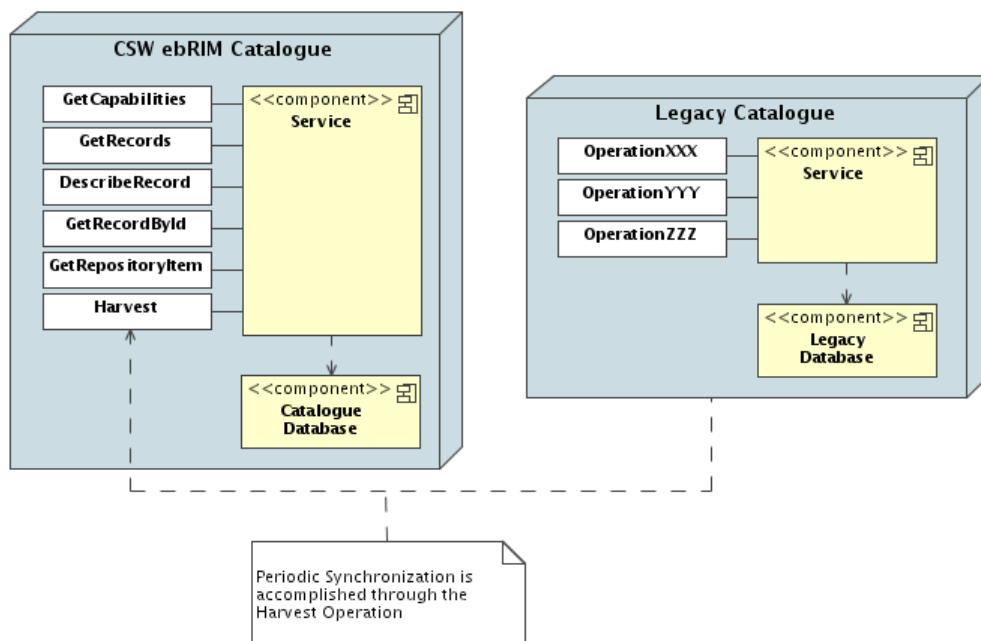 CSW ebRIM Catalogue
GetCapabilities
GetRecords
DescribeRecord
GetRecordById
GetRepositoryItem
Harvest
<<component>>
Service
<<component>>
Catalogue
Database
Legacy Catalogue
OperationXXX
OperationYYY
OperationZZZ
<<component>>
Service
<<component>>
Legacy
Database
Periodic Synchronization is
accomplished through the
Harvest Operation